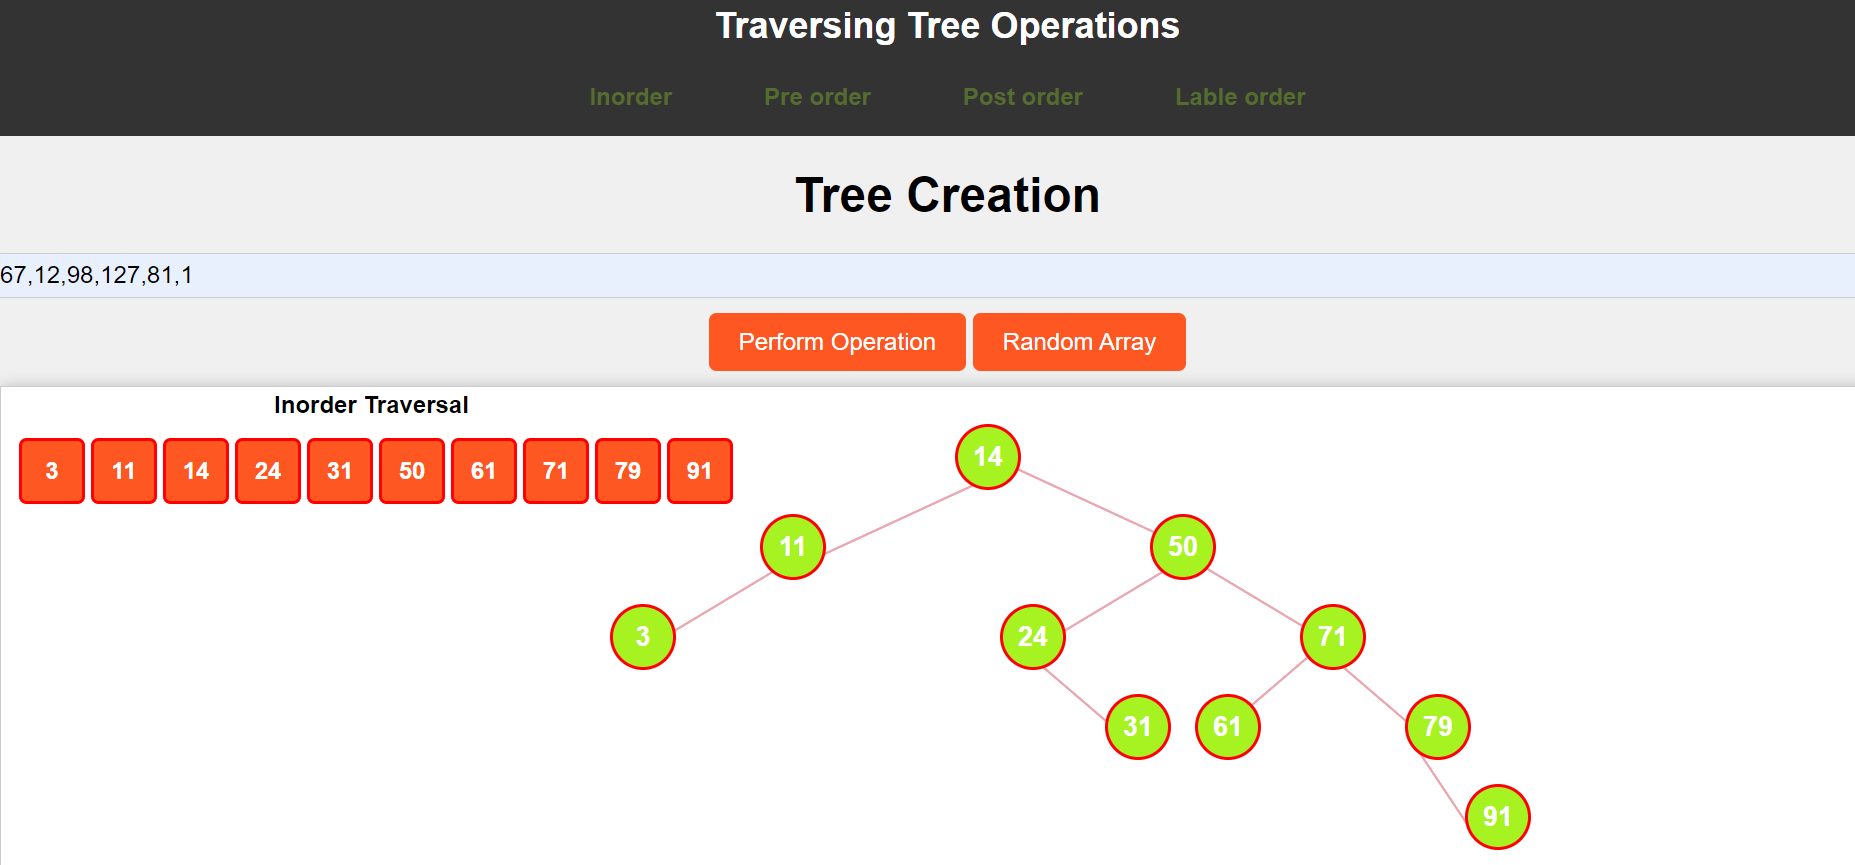 Traversing Tree Operations
Inorder Pre order Post order Lable order
Tree Creation
67,12,98,127,81,1
Perform Operation Random Array
Inorder Traversal
3 11 14 24 31 50 61 71 79 91
14
11 50
3 24 71
31 61 79
91